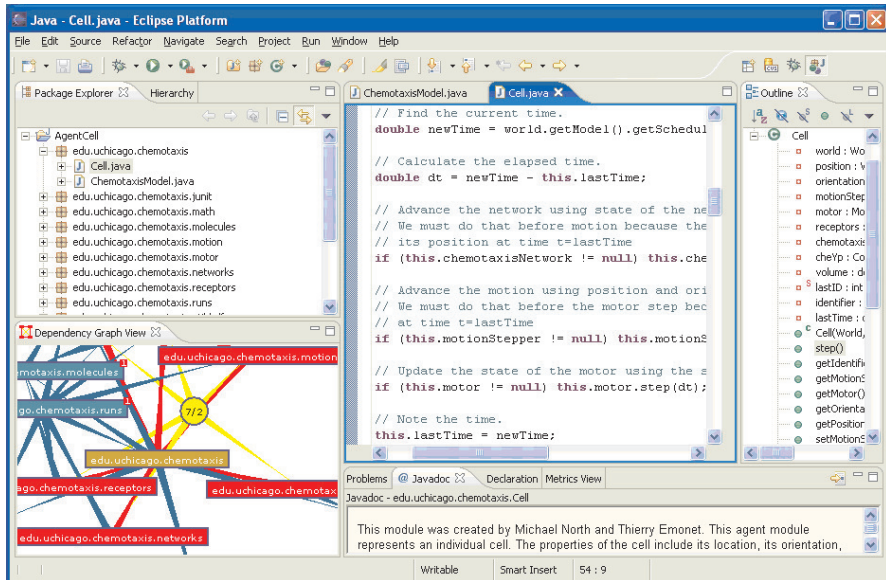 Java - Cell.java - Eclipse Platform
File Edit Source Refactor Navigate Search Project Run Window Help
Package Explorer Hierarchy
AgentCell
edu.uchicago.chemotaxis
Cell.java
ChemotaxisModel.java
edu.uchicago.chemotaxis.junit
edu.uchicago.chemotaxis.math
edu.uchicago.chemotaxis.molecules
edu.uchicago.chemotaxis.motion
edu.uchicago.chemotaxis.motor
edu.uchicago.chemotaxis.networks
edu.uchicago.chemotaxis.receptors
edu.uchicago.chemotaxis.runs
Dependency Graph View
edu.uchicago.chemotaxis.motion
emotaxis.molecules 1
go.chemotaxis.runs 1
7/2
edu.uchicago.chemotaxis
ago.chemotaxis.receptors
edu.uchicago.chemotax
edu.uchicago.chemotaxis.networks
ChemotaxisModel.java Cell.java
// Find the current time.
double newTime = world.getModel().getSchedul
// Calculate the elapsed time.
double dt = newTime - this.lastTime;
// Advance the network using state of the ne
// We must do that before motion because the
// its position at time t=lastTime
if (this.chemotaxisNetwork != null) this.che
// Advance the motion using position and ori
// We must do that before the motor step bec
// at time t=lastTime
if (this.motionStepper != null) this.motionS
// Update the state of the motor using the s
if (this.motor != null) this.motor.step(dt);
// Note the time.
this.lastTime = newTime;
Outline
Cell
world : Wo
position : V
orientation
motionStep
motor : Mo
receptors :
chemotaxis
cheYp : Co
volume : do
S lastID : int
identifier :
lastTime : d
C Cell(World,
step()
getIdentifi
getMotionS
getMotor()
getOrienta
getPosition
setMotionS
Problems @ Javadoc Declaration Metrics View
Javadoc - edu.uchicago.chemotaxis.Cell
This module was created by Michael North and Thierry Emonet. This agent module
represents an individual cell. The properties of the cell include its location, its orientation,
Writable Smart Insert 54 : 9